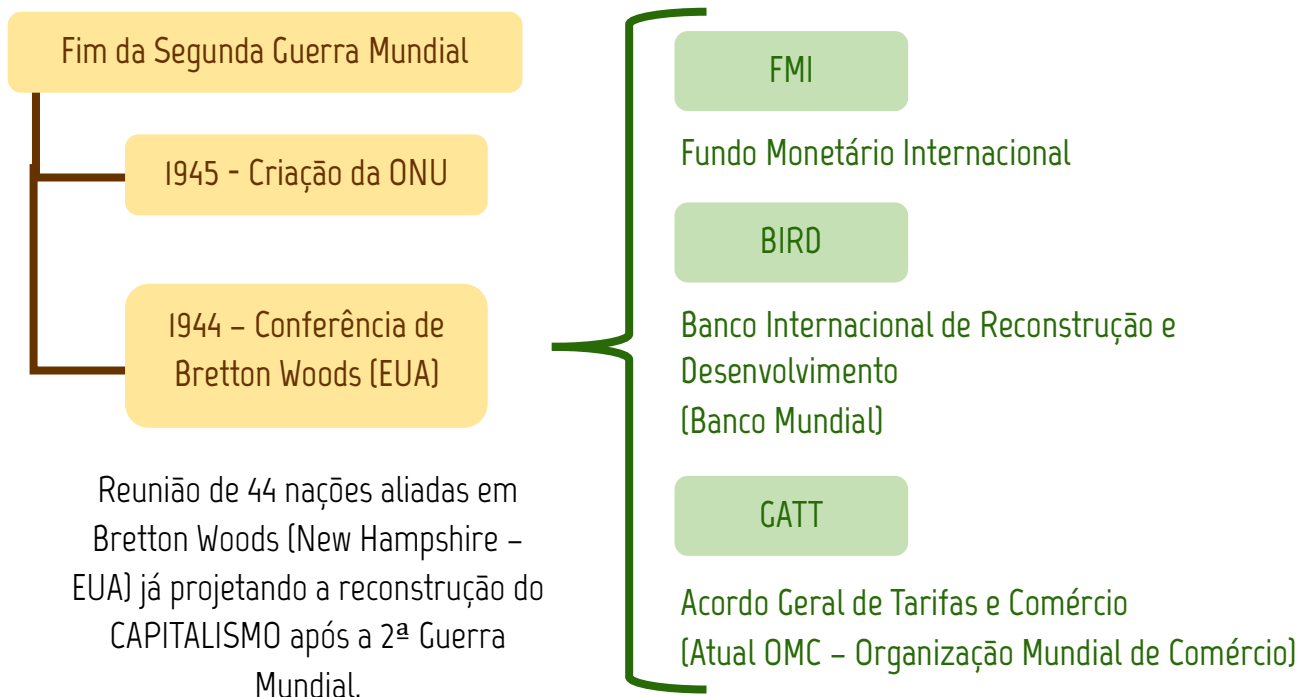 Fim da Segunda Guerra Mundial
1945 - Criação da ONU
1944 – Conferência de
Bretton Woods (EUA)
Reunião de 44 nações aliadas em
Bretton Woods (New Hampshire –
EUA) já projetando a reconstrução do
CAPITALISMO após a 2ª Guerra
Mundial.
FMI
Fundo Monetário Internacional
BIRD
Banco Internacional de Reconstrução e
Desenvolvimento
(Banco Mundial)
GATT
Acordo Geral de Tarifas e Comércio
(Atual OMC – Organização Mundial de Comércio)